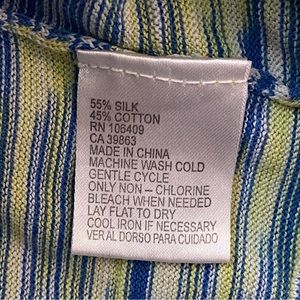 55% SILK
45% COTTON
RN 106409
CA 39863
MADE IN CHINA
MACHINE WASH COLD
GENTLE CYCLE
ONLY NON – CHLORINE
BLEACH WHEN NEEDED
LAY FLAT TO DRY
COOL IRON IF NECESSARY
VER AL DORSO PARA CUIDADO